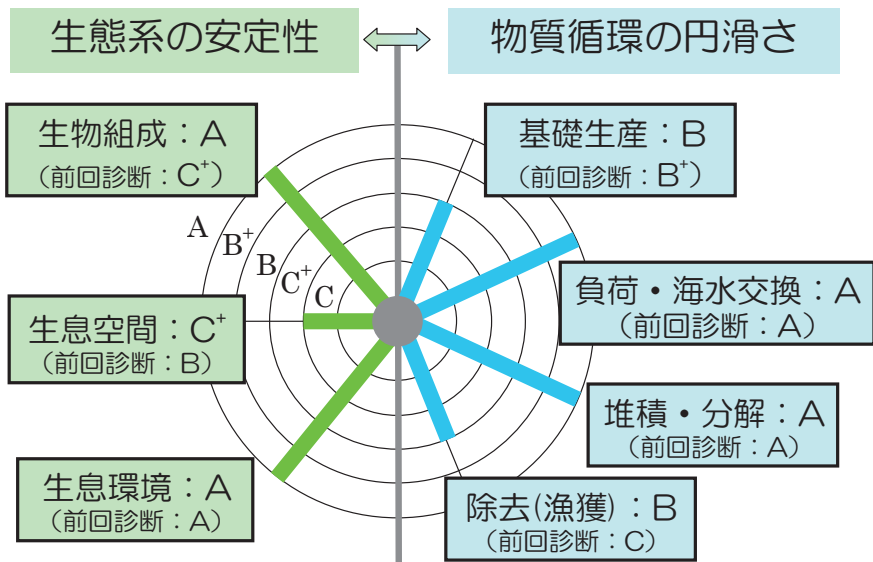 生態系の安定性
物質循環の円滑さ
生物組成：A
(前回診断：C⁺)
基礎生産：B
(前回診断：B⁺)
A
B⁺
B
C⁺
C
負荷・海水交換：A
(前回診断：A)
生息空間：C⁺
(前回診断：B)
堆積・分解：A
(前回診断：A)
生息環境：A
(前回診断：A)
除去(漁獲)：B
(前回診断：C)